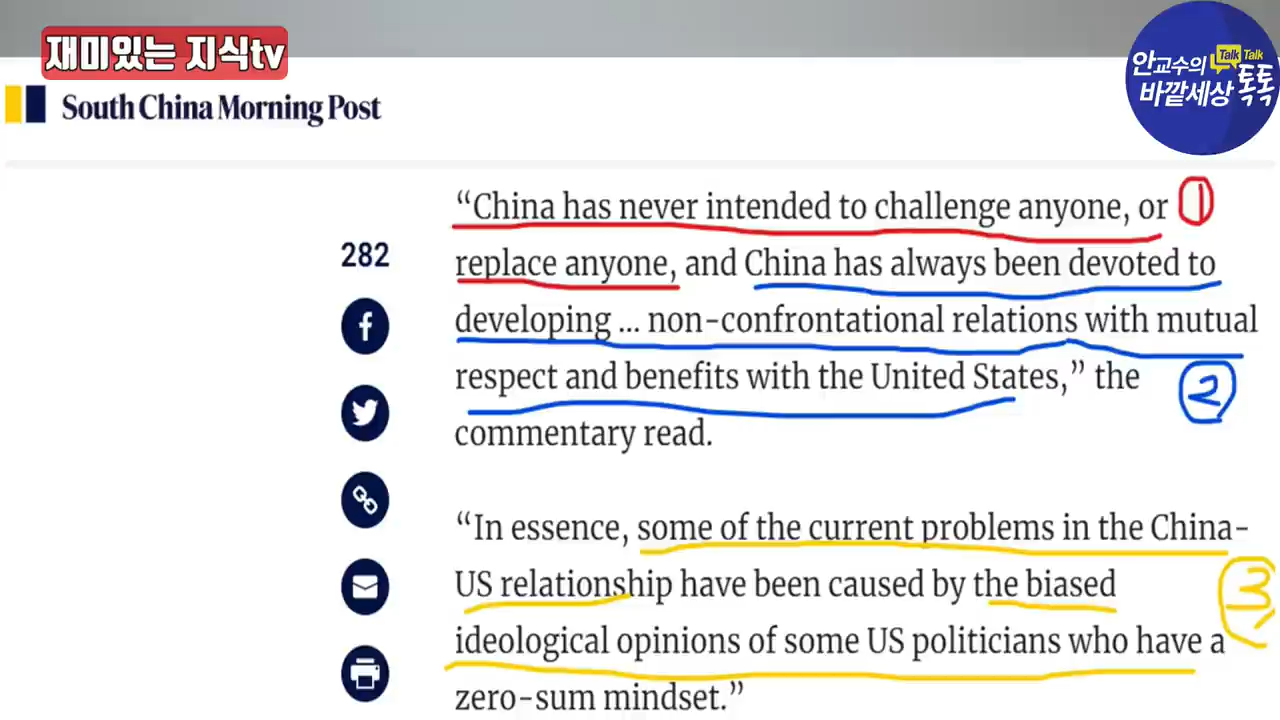 재미있는 지식tv
안교수의 Talk Talk
바깥세상 톡톡
South China Morning Post
“China has never intended to challenge anyone, or ①
replace anyone, and China has always been devoted to
282
developing ... non-confrontational relations with mutual
respect and benefits with the United States,” the ②
commentary read.
“In essence, some of the current problems in the China-
US relationship have been caused by the biased ③
ideological opinions of some US politicians who have a
zero-sum mindset.”